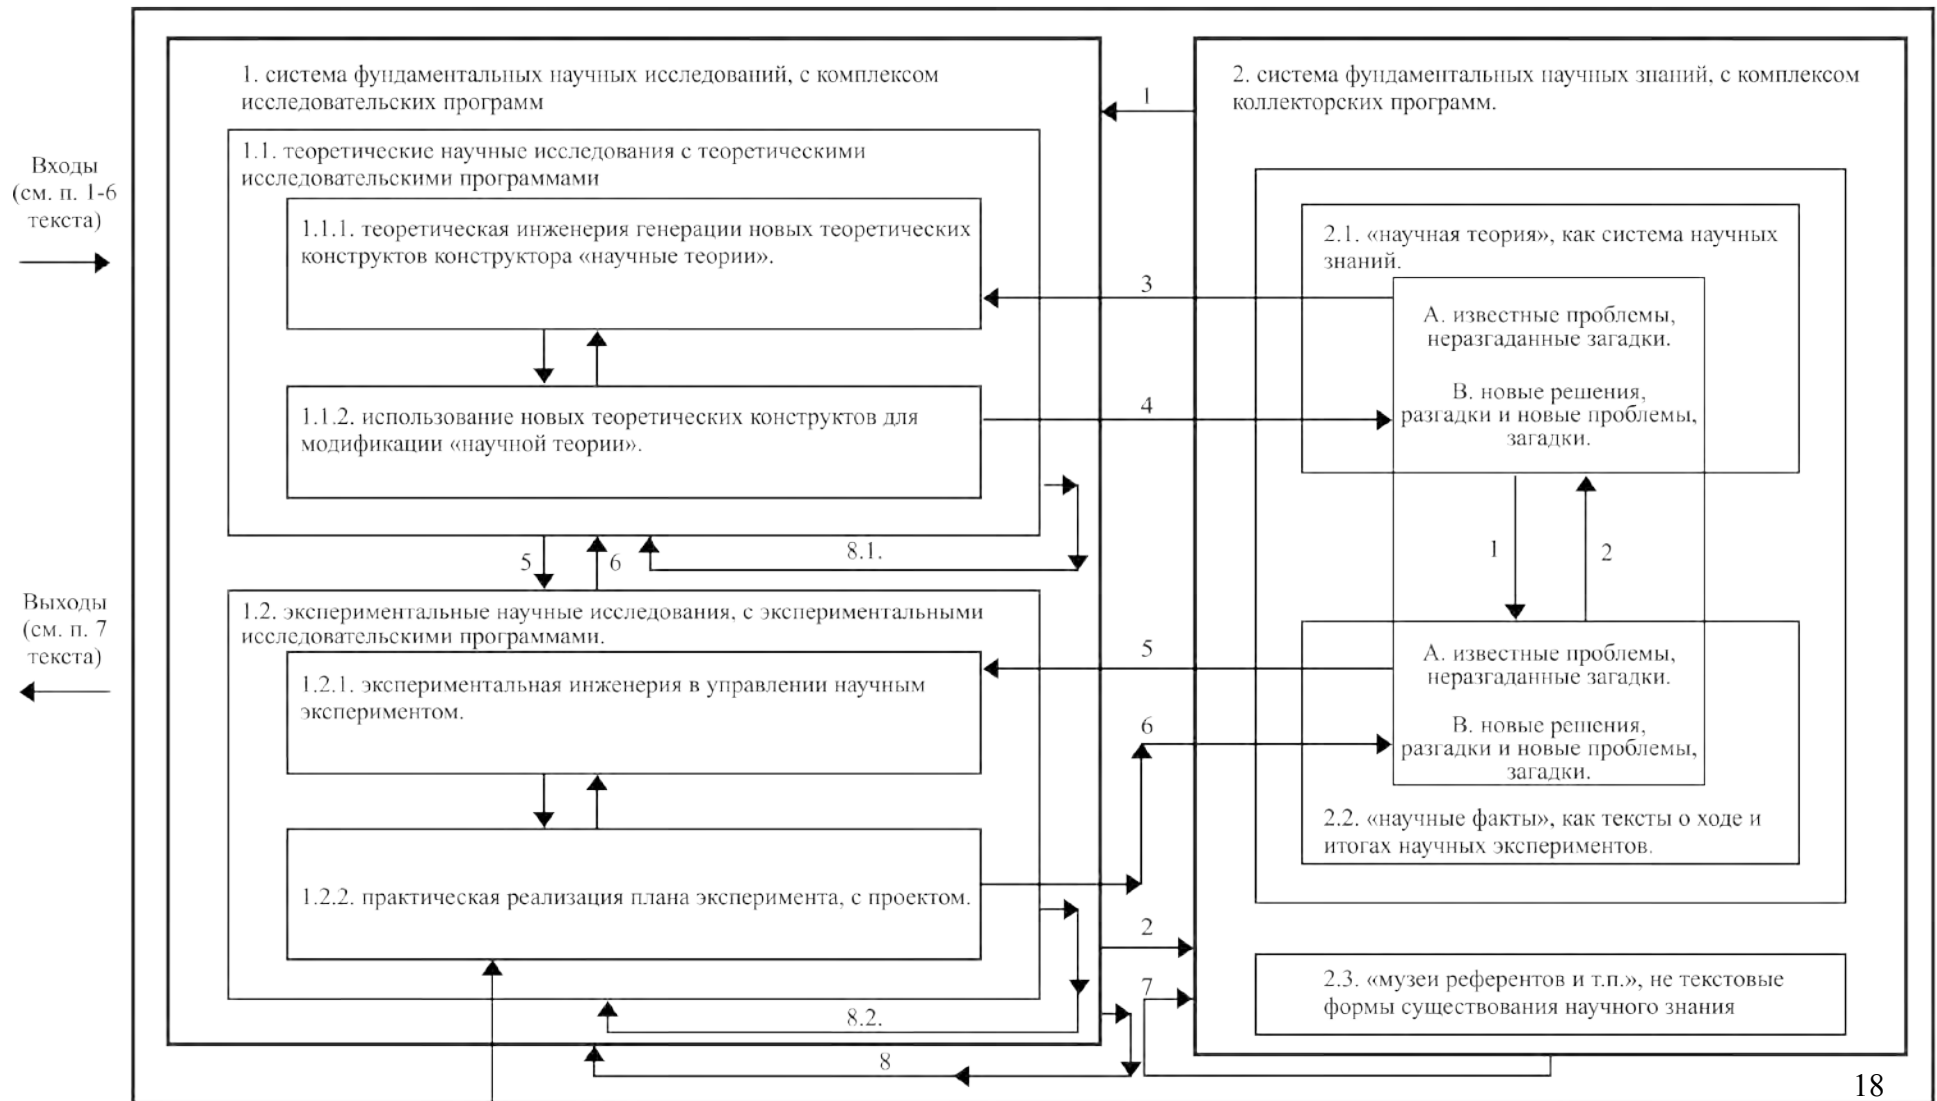 1. система фундаментальных научных исследований, с комплексом
исследовательских программ
1.1. теоретические научные исследования с теоретическими
исследовательскими программами
1.1.1. теоретическая инженерия генерации новых теоретических
конструктов конструктора «научные теории».
1.1.2. использование новых теоретических конструктов для
модификации «научной теории».
5
6
8.1.
1.2. экспериментальные научные исследования, с экспериментальными
исследовательскими программами.
1.2.1. экспериментальная инженерия в управлении научным
экспериментом.
1.2.2. практическая реализация плана эксперимента, с проектом.
8.2.
8
Входы
(см. п. 1-6
текста)
Выходы
(см. п. 7
текста)
1
3
4
5
6
2
7
2. система фундаментальных научных знаний, с комплексом
коллекторских программ.
2.1. «научная теория», как система научных
знаний.
А. известные проблемы,
неразгаданные загадки.
В. новые решения,
разгадки и новые проблемы,
загадки.
1
2
А. известные проблемы,
неразгаданные загадки.
В. новые решения,
разгадки и новые проблемы,
загадки.
2.2. «научные факты», как тексты о ходе и
итогах научных экспериментов.
2.3. «музеи референтов и т.п.», не текстовые
формы существования научного знания
18